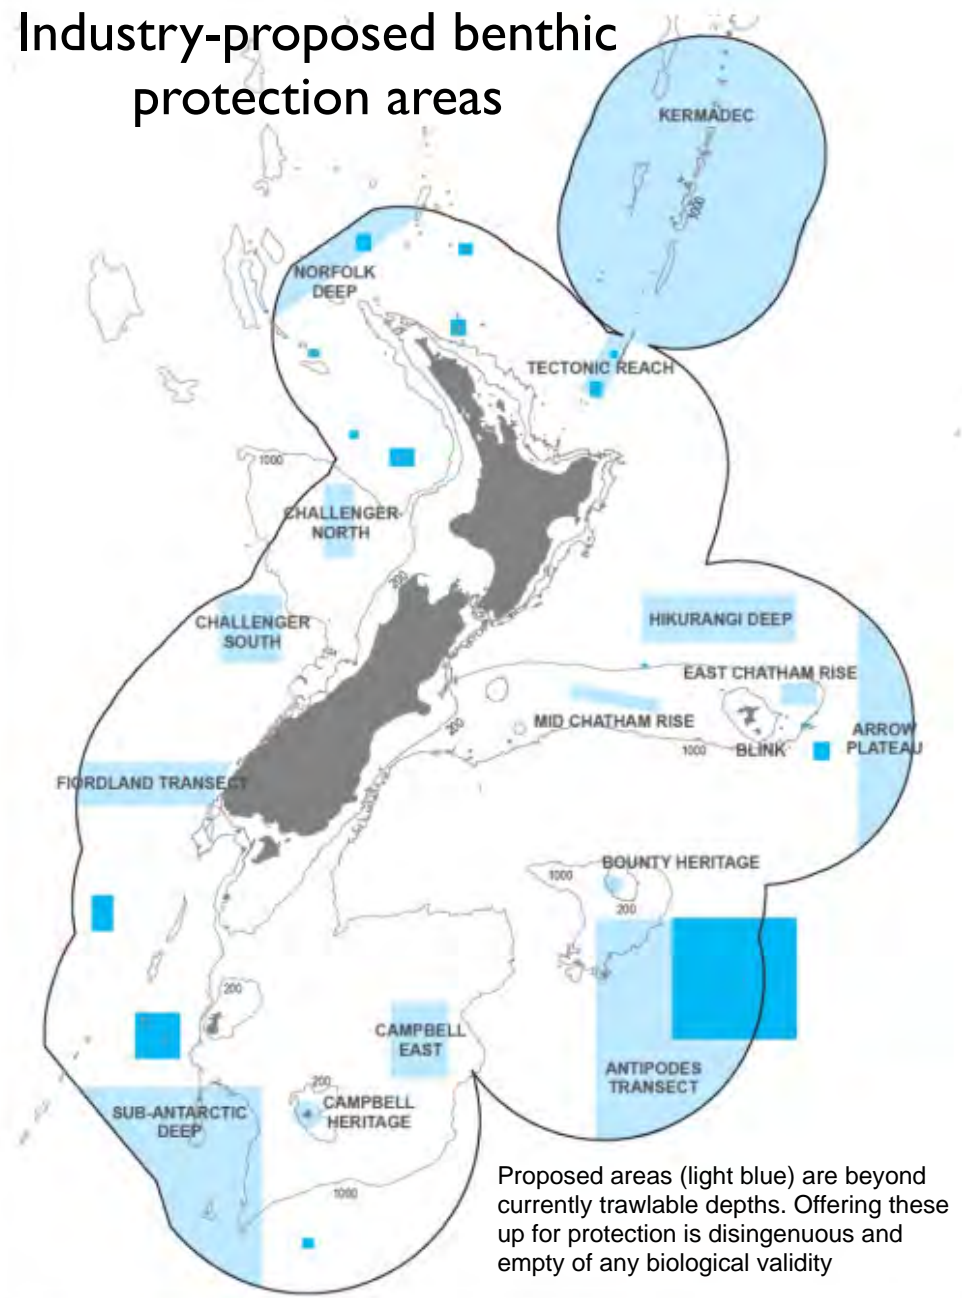 Industry-proposed benthic
protection areas
KERMADEC
1000
NORFOLK
DEEP
TECTONIC REACH
1000
CHALLENGER
NORTH
200
CHALLENGER
SOUTH
HIKURANGI DEEP
EAST CHATHAM RISE
MID CHATHAM RISE
200
1000
BLINK
ARROW
PLATEAU
FIORDLAND TRANSECT
BOUNTY HERITAGE
1000
200
200
CAMPBELL
EAST
ANTIPODES
TRANSECT
200
CAMPBELL
HERITAGE
SUB-ANTARCTIC
DEEP
1000
Proposed areas (light blue) are beyond
currently trawlable depths. Offering these
up for protection is disingenuous and
empty of any biological validity